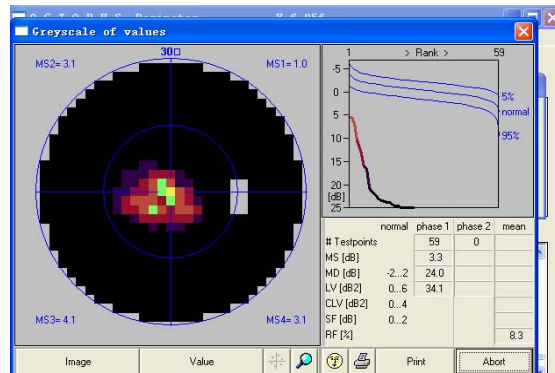 OCTOPUS Perimeter V 6.056
Greyscale of values
30□
MS2= 3.1
MS1= 1.0
MS3= 4.1
MS4= 3.1
1 > Rank > 59
-5
0
5
10
15
20
[dB]
25
5%
normal
95%
normal phase 1 phase 2 mean
# Testpoints 59 0
MS [dB] 3.3
MD [dB] -2...2 24.0
LV [dB2] 0...6 34.1
CLV [dB2] 0...4
SF [dB] 0...2
RF [%] 8.3
Image Value Print Abort